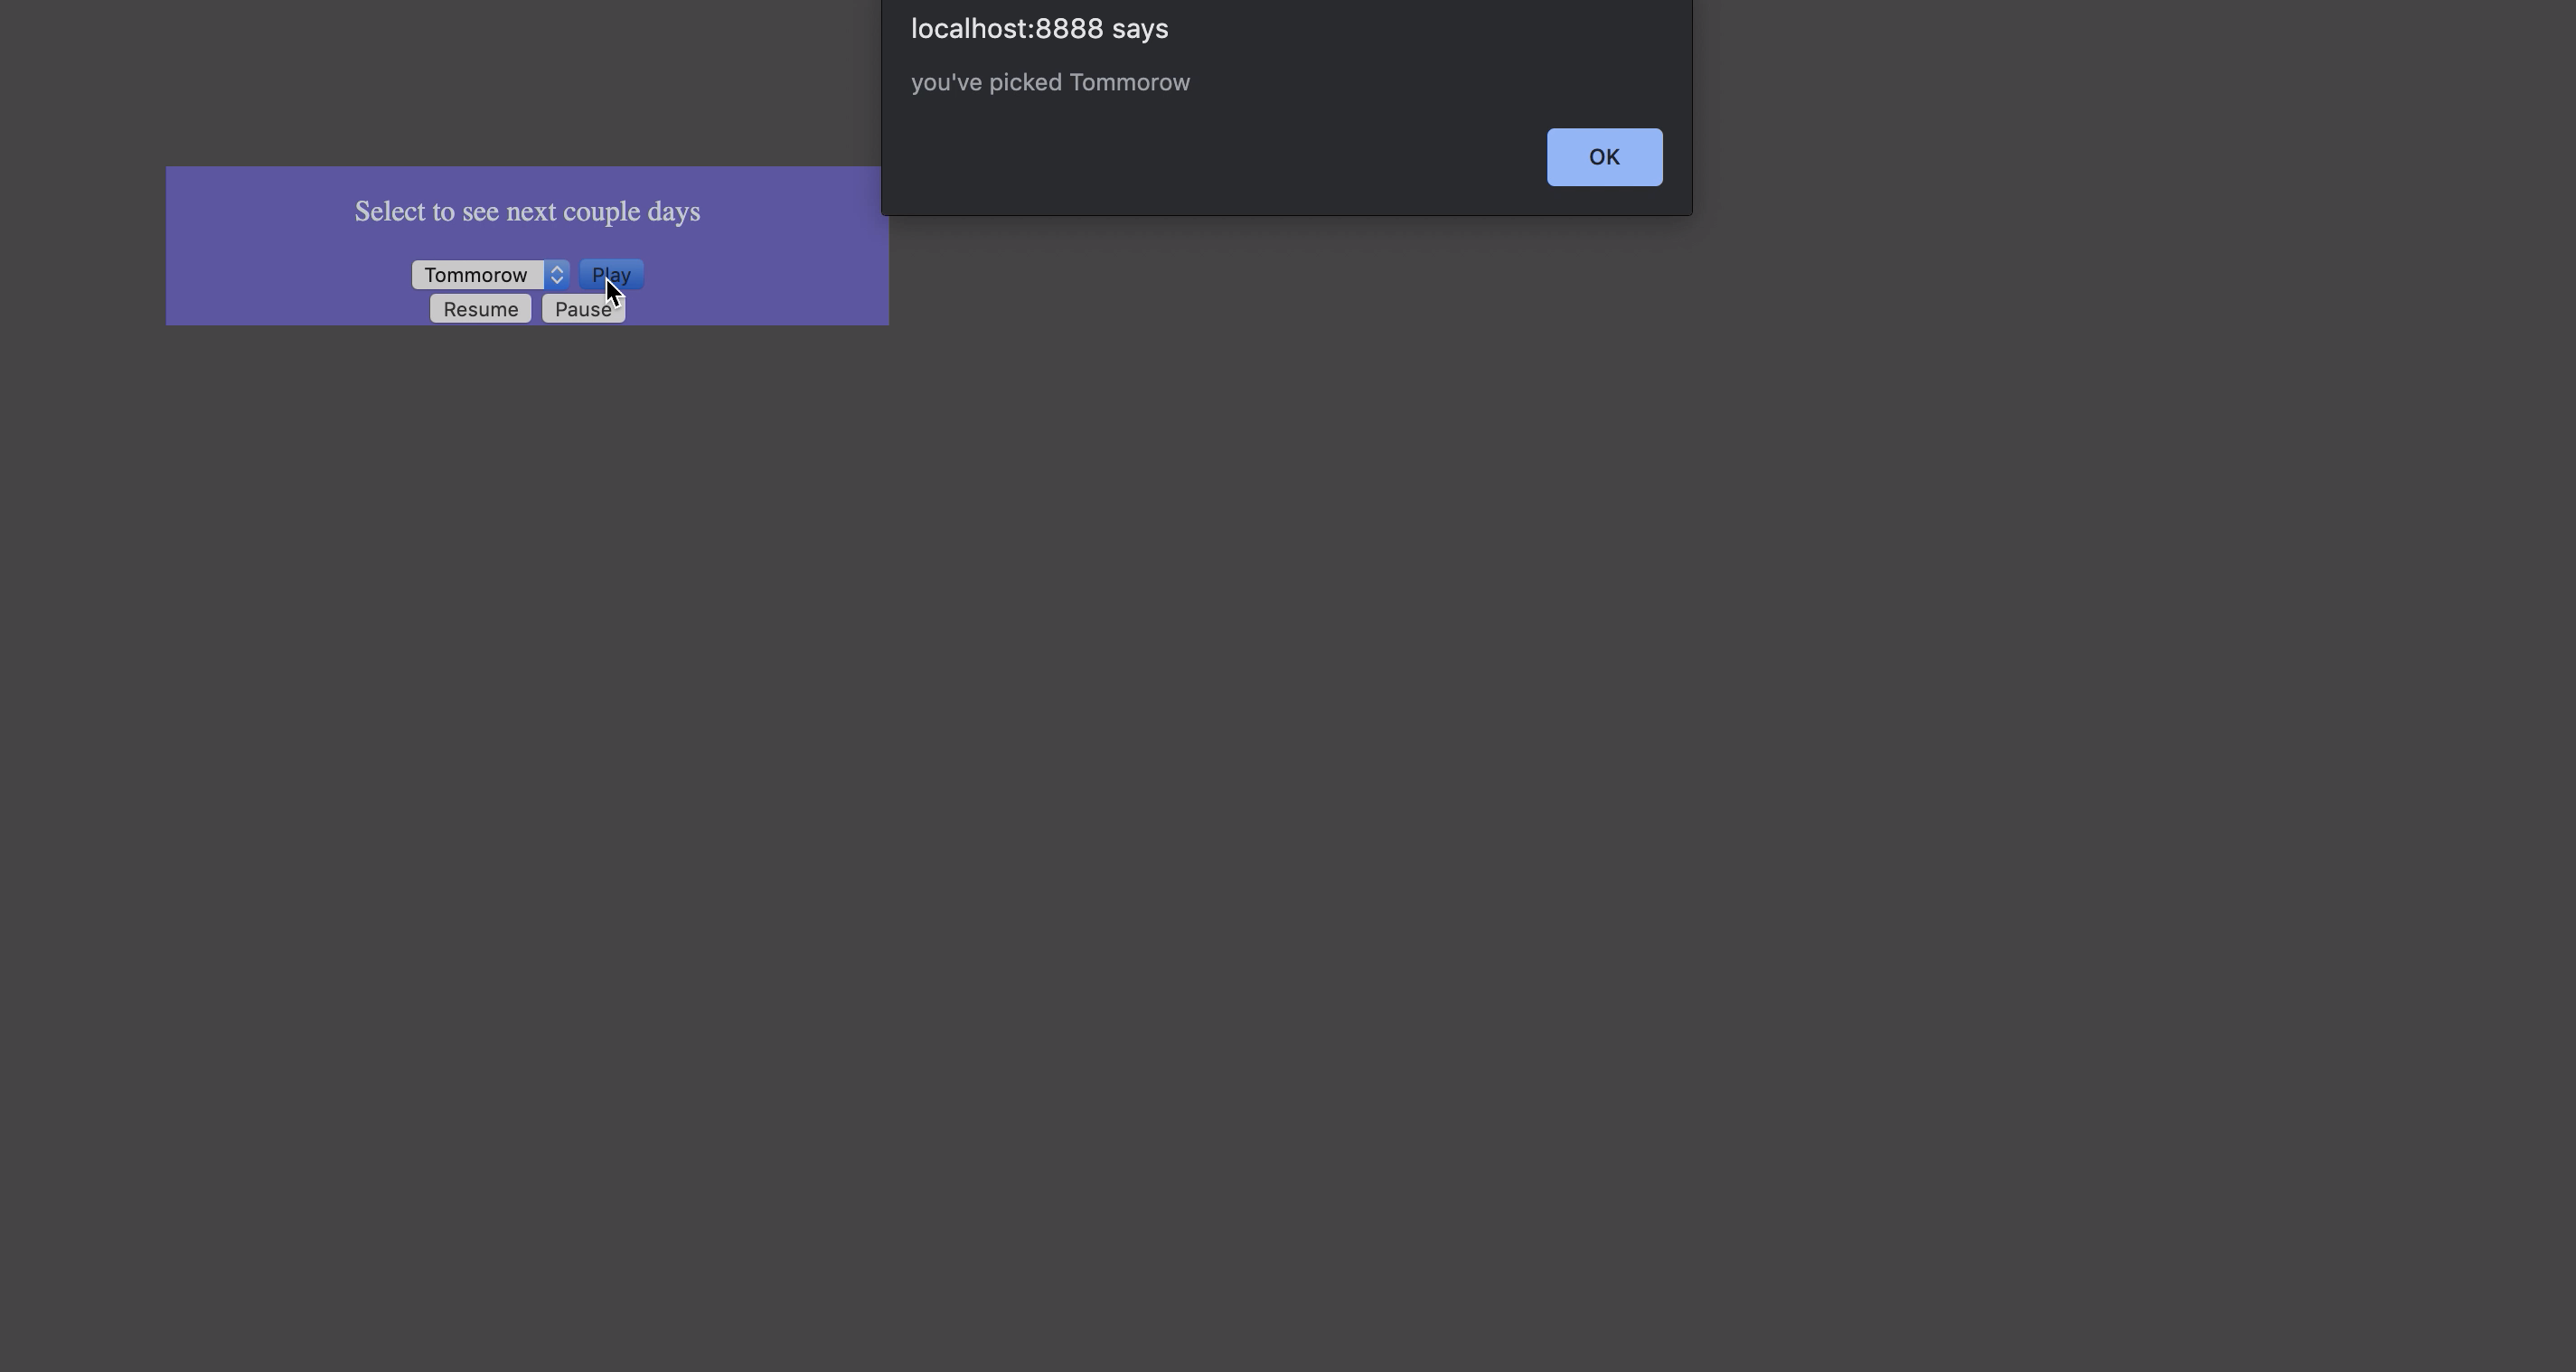 localhost:8888 says
you've picked Tommorow
OK
Select to see next couple days
Tommorow Play
Resume Pause